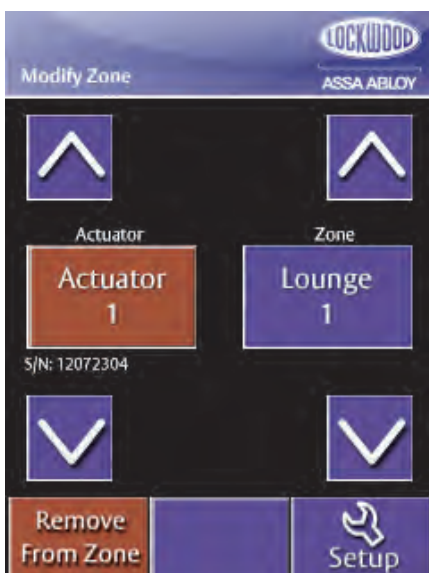 LOCKWOOD
Modify Zone
ASSA ABLOY
Actuator
Zone
Actuator
1
Lounge
1
S/N: 12072304
Remove
From Zone
Setup